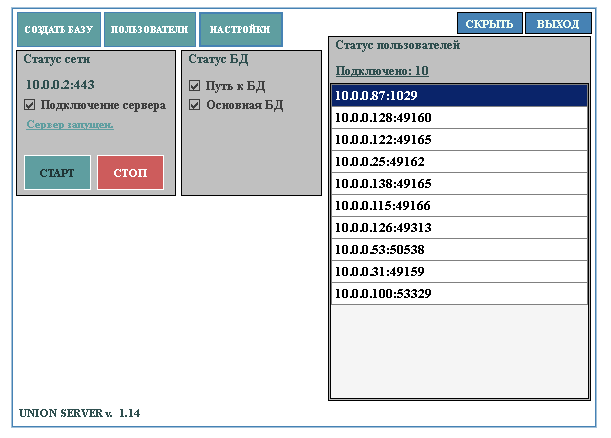 СОЗДАТЬ БАЗУ
ПОЛЬЗОВАТЕЛИ
НАСТРОЙКИ
СКРЫТЬ
ВЫХОД
Статус сети
10.0.0.2:443
Подключение сервера
Сервер запущен.
СТАРТ
СТОП
Статус БД
Путь к БД
Основная БД
Статус пользователей
Подключено: 10
10.0.0.87:1029
10.0.0.128:49160
10.0.0.122:49165
10.0.0.25:49162
10.0.0.138:49165
10.0.0.115:49166
10.0.0.126:49313
10.0.0.53:50538
10.0.0.31:49159
10.0.0.100:53329
UNION SERVER v. 1.14